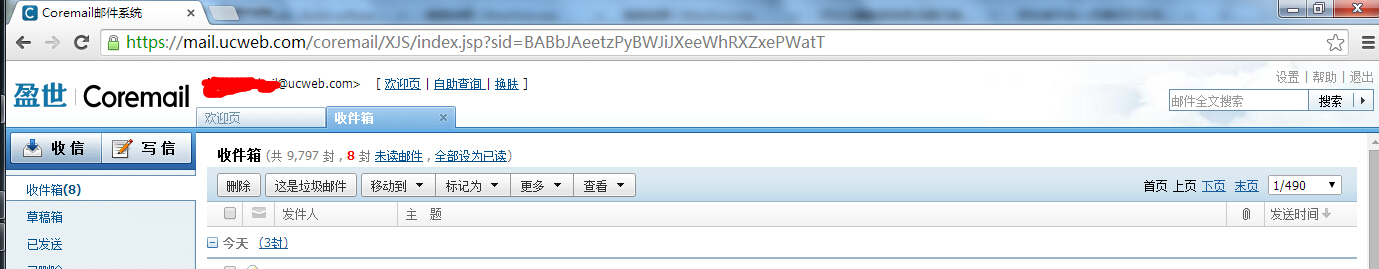 Coremail邮件系统
https://mail.ucweb.com/coremail/XJS/index.jsp?sid=BABbJAeetzPyBWJiJXeeWhRXZxePWatT
盈世 Coremail
@ucweb.com> [ 欢迎页 | 自助查询 | 换肤 ]
设置 | 帮助 | 退出
邮件全文搜索 搜索
欢迎页 收件箱
收信 写信
收件箱 (共 9,797 封 , 8 封 未读邮件 , 全部设为已读)
删除 这是垃圾邮件 移动到 标记为 更多 查看 首页 上页 下页 末页 1/490
收件箱(8)
发件人 主 题 发送时间
草稿箱
今天 (3封)
已发送